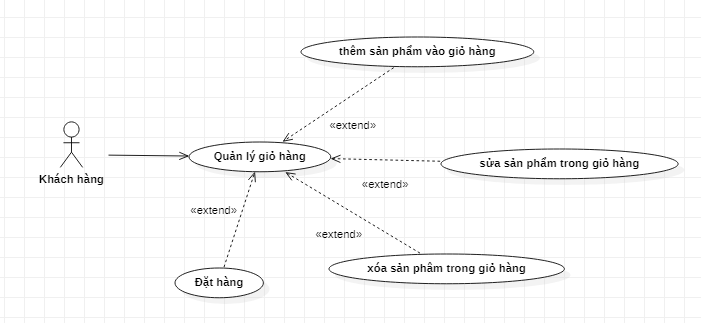 thêm sản phẩm vào giỏ hàng
«extend»
Quản lý giỏ hàng
sửa sản phẩm trong giỏ hàng
Khách hàng
«extend»
«extend»
«extend»
xóa sản phâm trong giỏ hàng
Đặt hàng